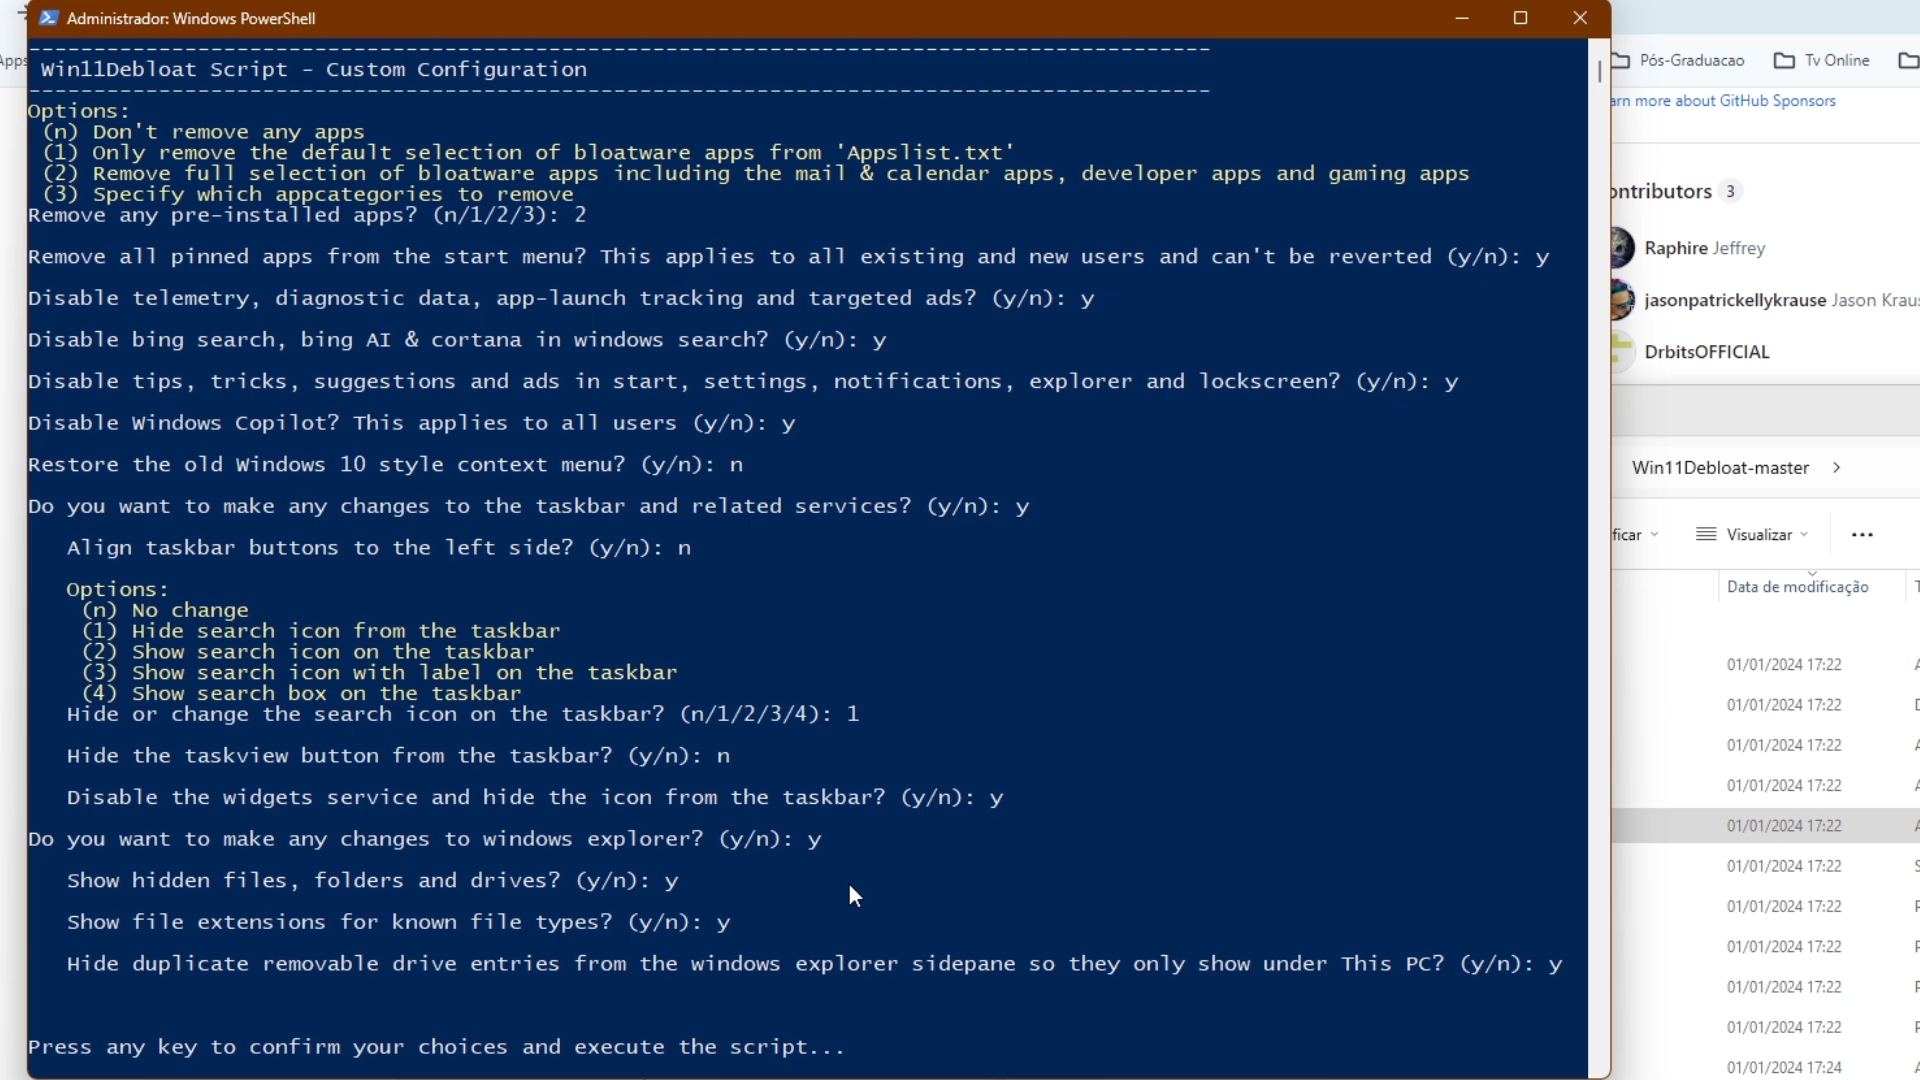 Administrador: Windows PowerShell
Win11Debloat Script - Custom Configuration
Options:
(n) Don't remove any apps
(1) Only remove the default selection of bloatware apps from 'Appslist.txt'
(2) Remove full selection of bloatware apps including the mail & calendar apps, developer apps and gaming apps
(3) Specify which appcategories to remove
Remove any pre-installed apps? (n/1/2/3): 2
Remove all pinned apps from the start menu? This applies to all existing and new users and can't be reverted (y/n): y
Disable telemetry, diagnostic data, app-launch tracking and targeted ads? (y/n): y
Disable bing search, bing AI & cortana in windows search? (y/n): y
Disable tips, tricks, suggestions and ads in start, settings, notifications, explorer and lockscreen? (y/n): y
Disable Windows Copilot? This applies to all users (y/n): y
Restore the old Windows 10 style context menu? (y/n): n
Do you want to make any changes to the taskbar and related services? (y/n): y
Align taskbar buttons to the left side? (y/n): n
Options:
(n) No change
(1) Hide search icon from the taskbar
(2) Show search icon on the taskbar
(3) Show search icon with label on the taskbar
(4) Show search box on the taskbar
Hide or change the search icon on the taskbar? (n/1/2/3/4): 1
Hide the taskview button from the taskbar? (y/n): n
Disable the widgets service and hide the icon from the taskbar? (y/n): y
Do you want to make any changes to windows explorer? (y/n): y
Show hidden files, folders and drives? (y/n): y
Show file extensions for known file types? (y/n): y
Hide duplicate removable drive entries from the windows explorer sidepane so they only show under This PC? (y/n): y
Press any key to confirm your choices and execute the script...
Apps
Pós-Graduacao Tv Online
arn more about GitHub Sponsors
ontributors 3
Raphire Jeffrey
jasonpatrickellykrause Jason Kraus
DrbitsOFFICIAL
Win11Debloat-master >
ficar Visualizar ...
Data de modificação
01/01/2024 17:22
01/01/2024 17:22
01/01/2024 17:22
01/01/2024 17:22
01/01/2024 17:22
01/01/2024 17:22
01/01/2024 17:22
01/01/2024 17:22
01/01/2024 17:22
01/01/2024 17:22
01/01/2024 17:24